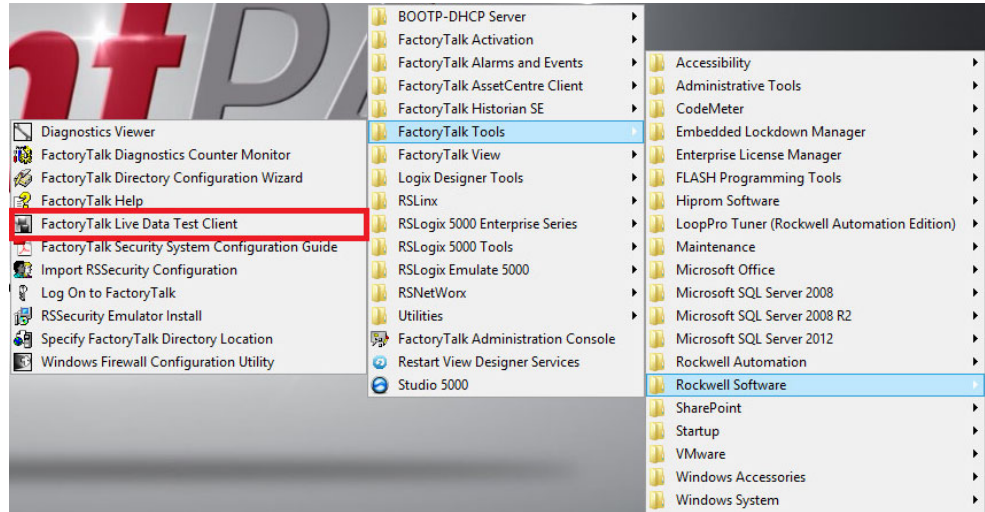 ntPA
BOOTP-DHCP Server
FactoryTalk Activation
FactoryTalk Alarms and Events
FactoryTalk AssetCentre Client
FactoryTalk Historian SE
FactoryTalk Tools
FactoryTalk View
Logix Designer Tools
RSLinx
RSLogix 5000 Enterprise Series
RSLogix 5000 Tools
RSLogix Emulate 5000
RSNetWorx
Utilities
FactoryTalk Administration Console
Restart View Designer Services
Studio 5000
Accessibility
Administrative Tools
CodeMeter
Embedded Lockdown Manager
Enterprise License Manager
FLASH Programming Tools
Hiprom Software
LoopPro Tuner (Rockwell Automation Edition)
Maintenance
Microsoft Office
Microsoft SQL Server 2008
Microsoft SQL Server 2008 R2
Microsoft SQL Server 2012
Rockwell Automation
Rockwell Software
SharePoint
Startup
VMware
Windows Accessories
Windows System
Diagnostics Viewer
FactoryTalk Diagnostics Counter Monitor
FactoryTalk Directory Configuration Wizard
FactoryTalk Help
FactoryTalk Live Data Test Client
FactoryTalk Security System Configuration Guide
Import RSSecurity Configuration
Log On to FactoryTalk
RSSecurity Emulator Install
Specify FactoryTalk Directory Location
Windows Firewall Configuration Utility